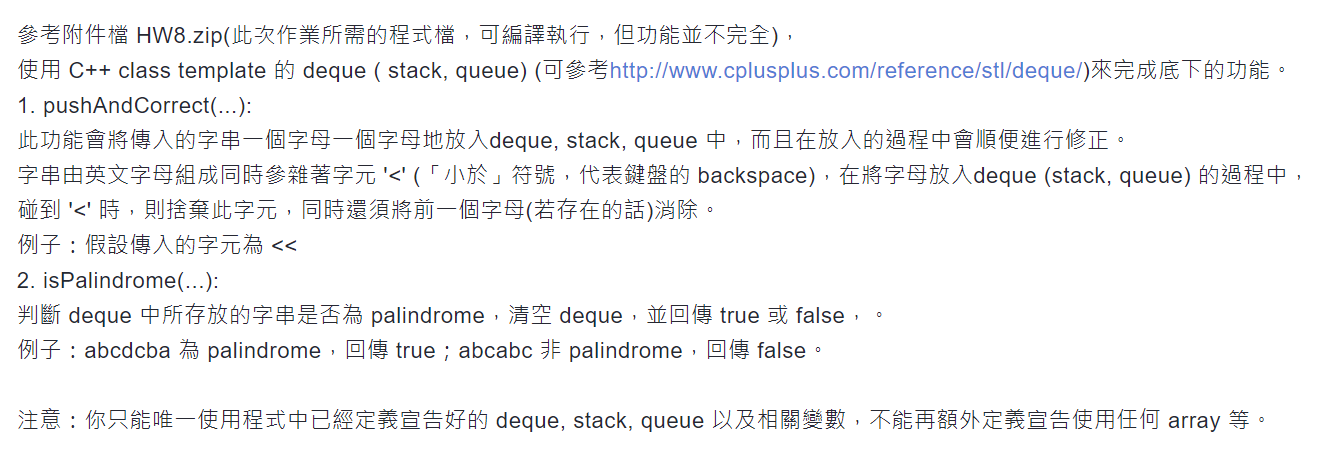 參考附件檔 HW8.zip(此次作業所需的程式檔，可編譯執行，但功能並不完全)，
使用 C++ class template 的 deque ( stack, queue) (可參考http://www.cplusplus.com/reference/stl/deque/)來完成底下的功能。
1. pushAndCorrect(...):
此功能會將傳入的字串一個字母一個字母地放入deque, stack, queue 中，而且在放入的過程中會順便進行修正。
字串由英文字母組成同時參雜著字元 '<' (「小於」符號，代表鍵盤的 backspace)，在將字母放入deque (stack, queue) 的過程中，
碰到 '<' 時，則捨棄此字元，同時還須將前一個字母(若存在的話)消除。
例子：假設傳入的字元為 <<
2. isPalindrome(...):
判斷 deque 中所存放的字串是否為 palindrome，清空 deque，並回傳 true 或 false，。
例子：abcdcba 為 palindrome，回傳 true；abcabc 非 palindrome，回傳 false。
注意：你只能唯一使用程式中已經定義宣告好的 deque, stack, queue 以及相關變數，不能再額外定義宣告使用任何 array 等。